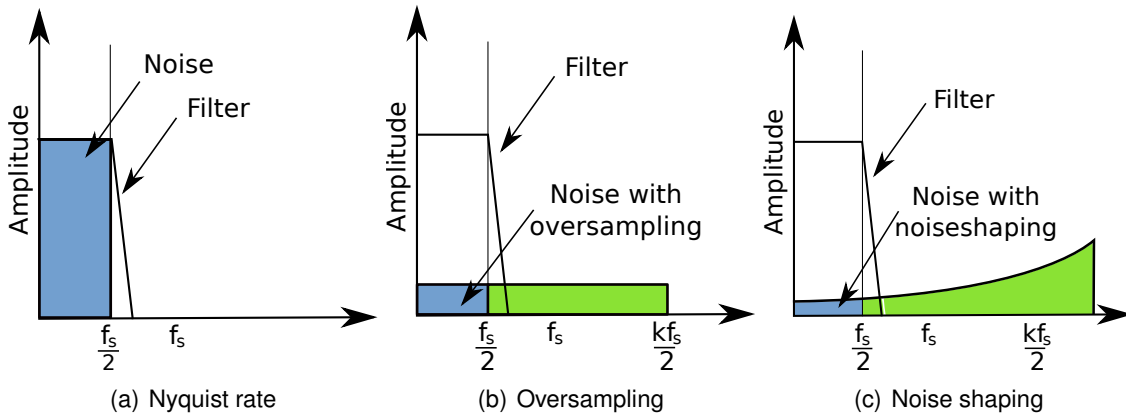 Amplitude
Noise
Filter
fₛ/2
fₛ
(a) Nyquist rate
Amplitude
Filter
Noise with
oversampling
fₛ/2
fₛ
kfₛ/2
(b) Oversampling
Amplitude
Filter
Noise with
noiseshaping
fₛ/2
fₛ
kfₛ/2
(c) Noise shaping